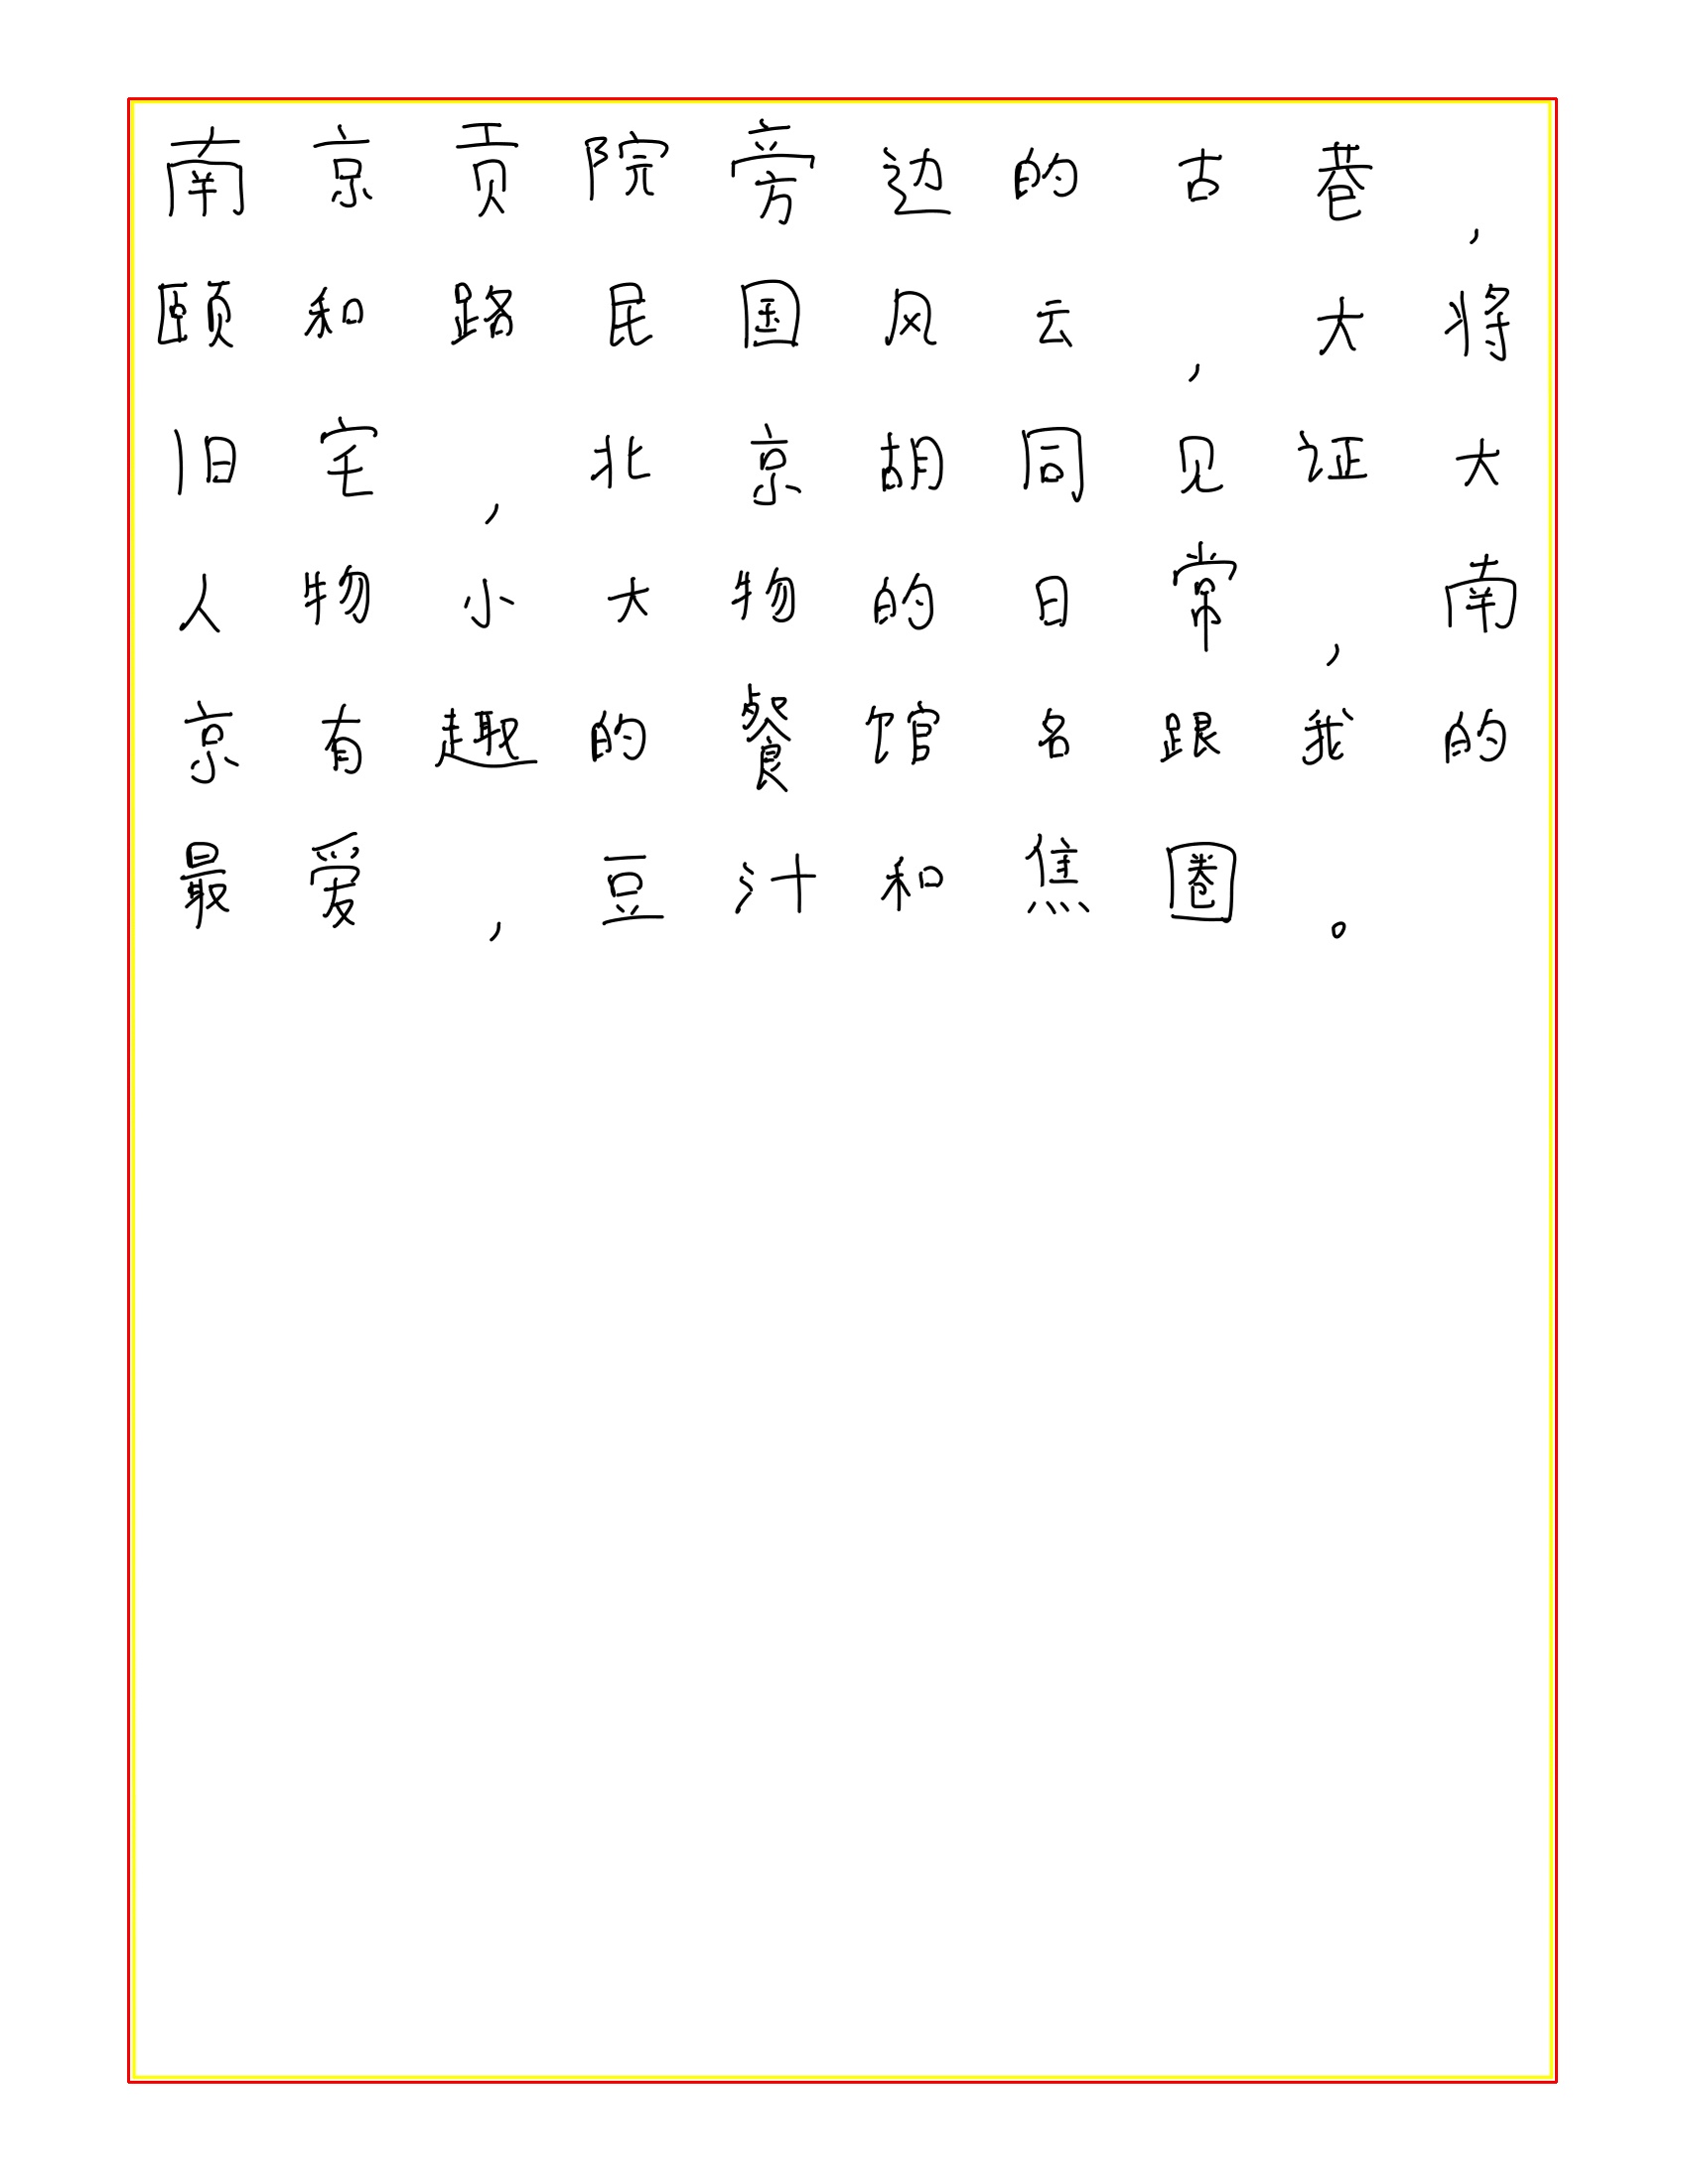 南京贡院旁边的古巷，
颐和路民国风云，大将
旧宅，北京胡同见证大
人物小大物的日常，南
京有趣的餐馆名跟我的
最爱，豆汁和焦圈。